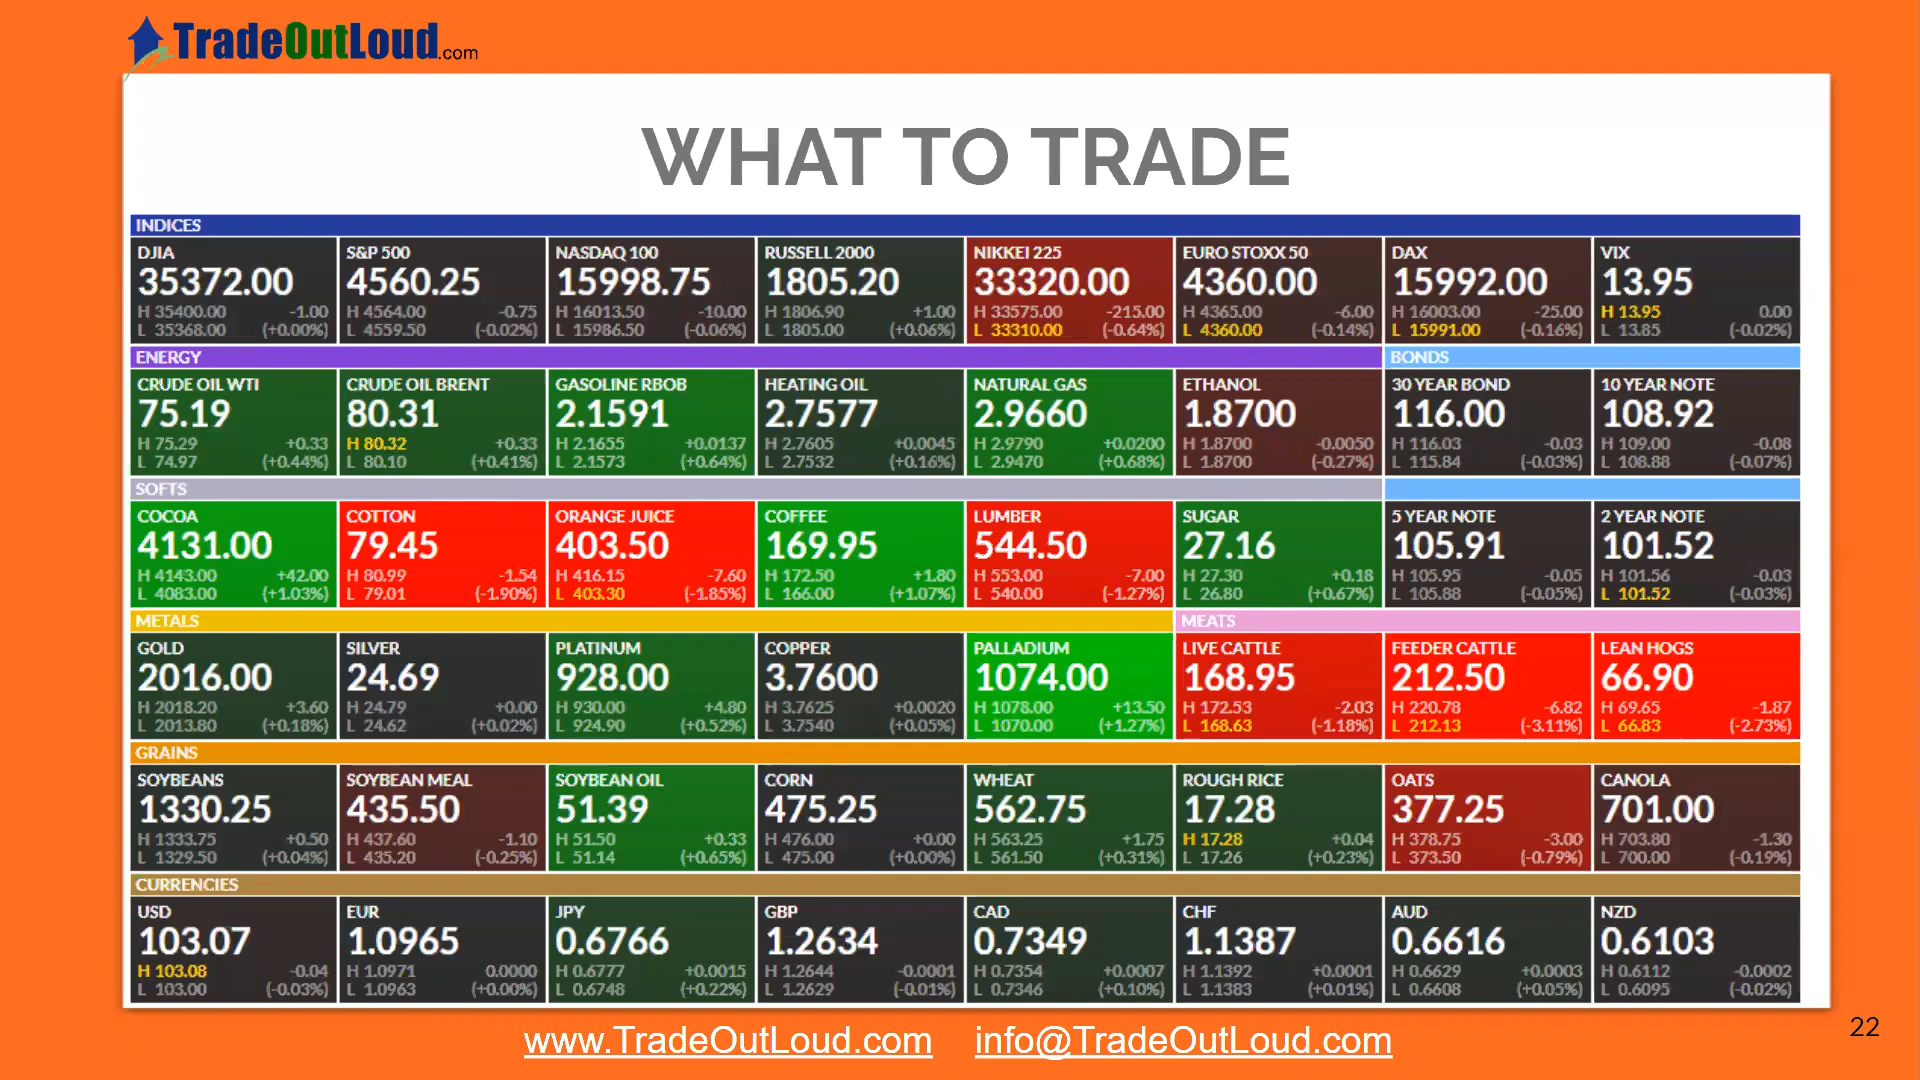 TradeOutLoud.com
WHAT TO TRADE
INDICES
DJIA
35372.00
H 35400.00 -1.00
L 35368.00 (+0.00%)
S&P 500
4560.25
H 4564.00 -0.75
L 4559.50 (-0.02%)
NASDAQ 100
15998.75
H 16013.50 -10.00
L 15986.50 (-0.06%)
RUSSELL 2000
1805.20
H 1806.90 +1.00
L 1805.00 (+0.06%)
NIKKEI 225
33320.00
H 33575.00 -215.00
L 33310.00 (-0.64%)
EURO STOXX 50
4360.00
H 4365.00 -6.00
L 4360.00 (-0.14%)
DAX
15992.00
H 16003.00 -25.00
L 15991.00 (-0.16%)
VIX
13.95
H 13.95 0.00
L 13.85 (-0.02%)
ENERGY
CRUDE OIL WTI
75.19
H 75.29 +0.33
L 74.97 (+0.44%)
CRUDE OIL BRENT
80.31
H 80.32 +0.33
L 80.10 (+0.41%)
GASOLINE RBOB
2.1591
H 2.1655 +0.0137
L 2.1573 (+0.64%)
HEATING OIL
2.7577
H 2.7605 +0.0045
L 2.7532 (+0.16%)
NATURAL GAS
2.9660
H 2.9790 +0.0200
L 2.9470 (+0.68%)
ETHANOL
1.8700
H 1.8700 -0.0050
L 1.8700 (-0.27%)
BONDS
30 YEAR BOND
116.00
H 116.03 -0.03
L 115.84 (-0.03%)
10 YEAR NOTE
108.92
H 109.00 -0.08
L 108.88 (-0.07%)
SOFTS
COCOA
4131.00
H 4143.00 +42.00
L 4083.00 (+1.03%)
COTTON
79.45
H 80.99 -1.54
L 79.01 (-1.90%)
ORANGE JUICE
403.50
H 416.15 -7.60
L 403.30 (-1.85%)
COFFEE
169.95
H 172.50 +1.80
L 166.00 (+1.07%)
LUMBER
544.50
H 553.00 -7.00
L 540.00 (-1.27%)
SUGAR
27.16
H 27.30 +0.18
L 26.80 (+0.67%)
5 YEAR NOTE
105.91
H 105.95 -0.05
L 105.88 (-0.05%)
2 YEAR NOTE
101.52
H 101.56 -0.03
L 101.52 (-0.03%)
METALS
GOLD
2016.00
H 2018.20 +3.60
L 2013.80 (+0.18%)
SILVER
24.69
H 24.79 +0.00
L 24.62 (+0.02%)
PLATINUM
928.00
H 930.00 +4.80
L 924.90 (+0.52%)
COPPER
3.7600
H 3.7625 +0.0020
L 3.7540 (+0.05%)
PALLADIUM
1074.00
H 1078.00 +13.50
L 1070.00 (+1.27%)
MEATS
LIVE CATTLE
168.95
H 172.53 -2.03
L 168.63 (-1.18%)
FEEDER CATTLE
212.50
H 220.78 -6.82
L 212.13 (-3.11%)
LEAN HOGS
66.90
H 69.65 -1.87
L 66.83 (-2.73%)
GRAINS
SOYBEANS
1330.25
H 1333.75 +0.50
L 1329.50 (+0.04%)
SOYBEAN MEAL
435.50
H 437.60 -1.10
L 435.20 (-0.25%)
SOYBEAN OIL
51.39
H 51.50 +0.33
L 51.14 (+0.65%)
CORN
475.25
H 476.00 +0.00
L 475.00 (+0.00%)
WHEAT
562.75
H 563.25 +1.75
L 561.50 (+0.31%)
ROUGH RICE
17.28
H 17.28 +0.04
L 17.26 (+0.23%)
OATS
377.25
H 378.75 -3.00
L 373.50 (-0.79%)
CANOLA
701.00
H 703.80 -1.30
L 700.00 (-0.19%)
CURRENCIES
USD
103.07
H 103.08 -0.04
L 103.00 (-0.03%)
EUR
1.0965
H 1.0971 0.0000
L 1.0963 (+0.00%)
JPY
0.6766
H 0.6777 +0.0015
L 0.6748 (+0.22%)
GBP
1.2634
H 1.2644 -0.0001
L 1.2629 (-0.01%)
CAD
0.7349
H 0.7354 +0.0007
L 0.7346 (+0.10%)
CHF
1.1387
H 1.1392 +0.0001
L 1.1383 (+0.01%)
AUD
0.6616
H 0.6629 +0.0003
L 0.6608 (+0.05%)
NZD
0.6103
H 0.6112 -0.0002
L 0.6095 (-0.02%)
www.TradeOutLoud.com info@TradeOutLoud.com
22